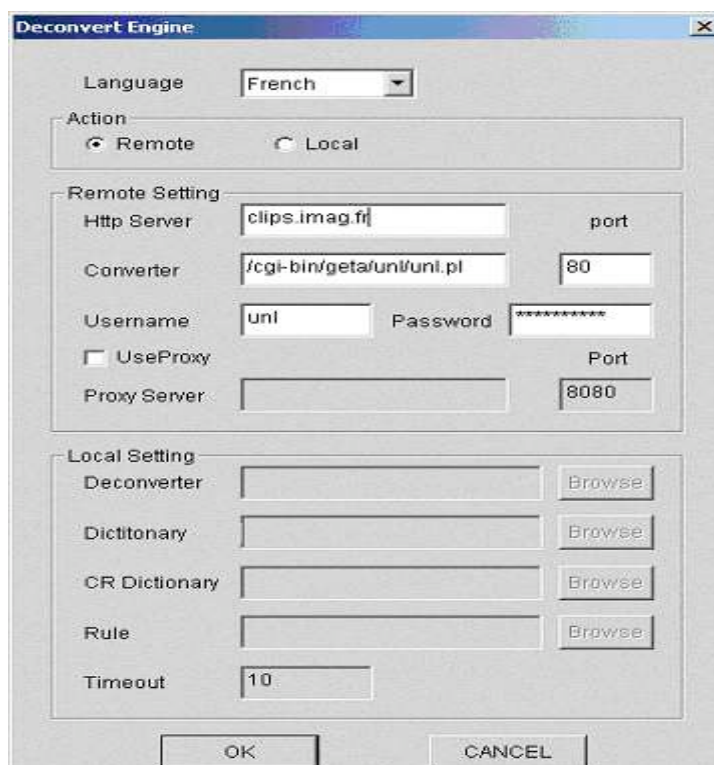 Deconvert Engine
Language French
Action
Remote Local
Remote Setting
Http Server clips.imag.fr port
Converter /cgi-bin/geta/unl/unl.pl 80
Username unl Password **********
UseProxy Port
Proxy Server 8080
Local Setting
Deconverter Browse
Dictitonary Browse
CR Dictionary Browse
Rule Browse
Timeout 10
OK CANCEL